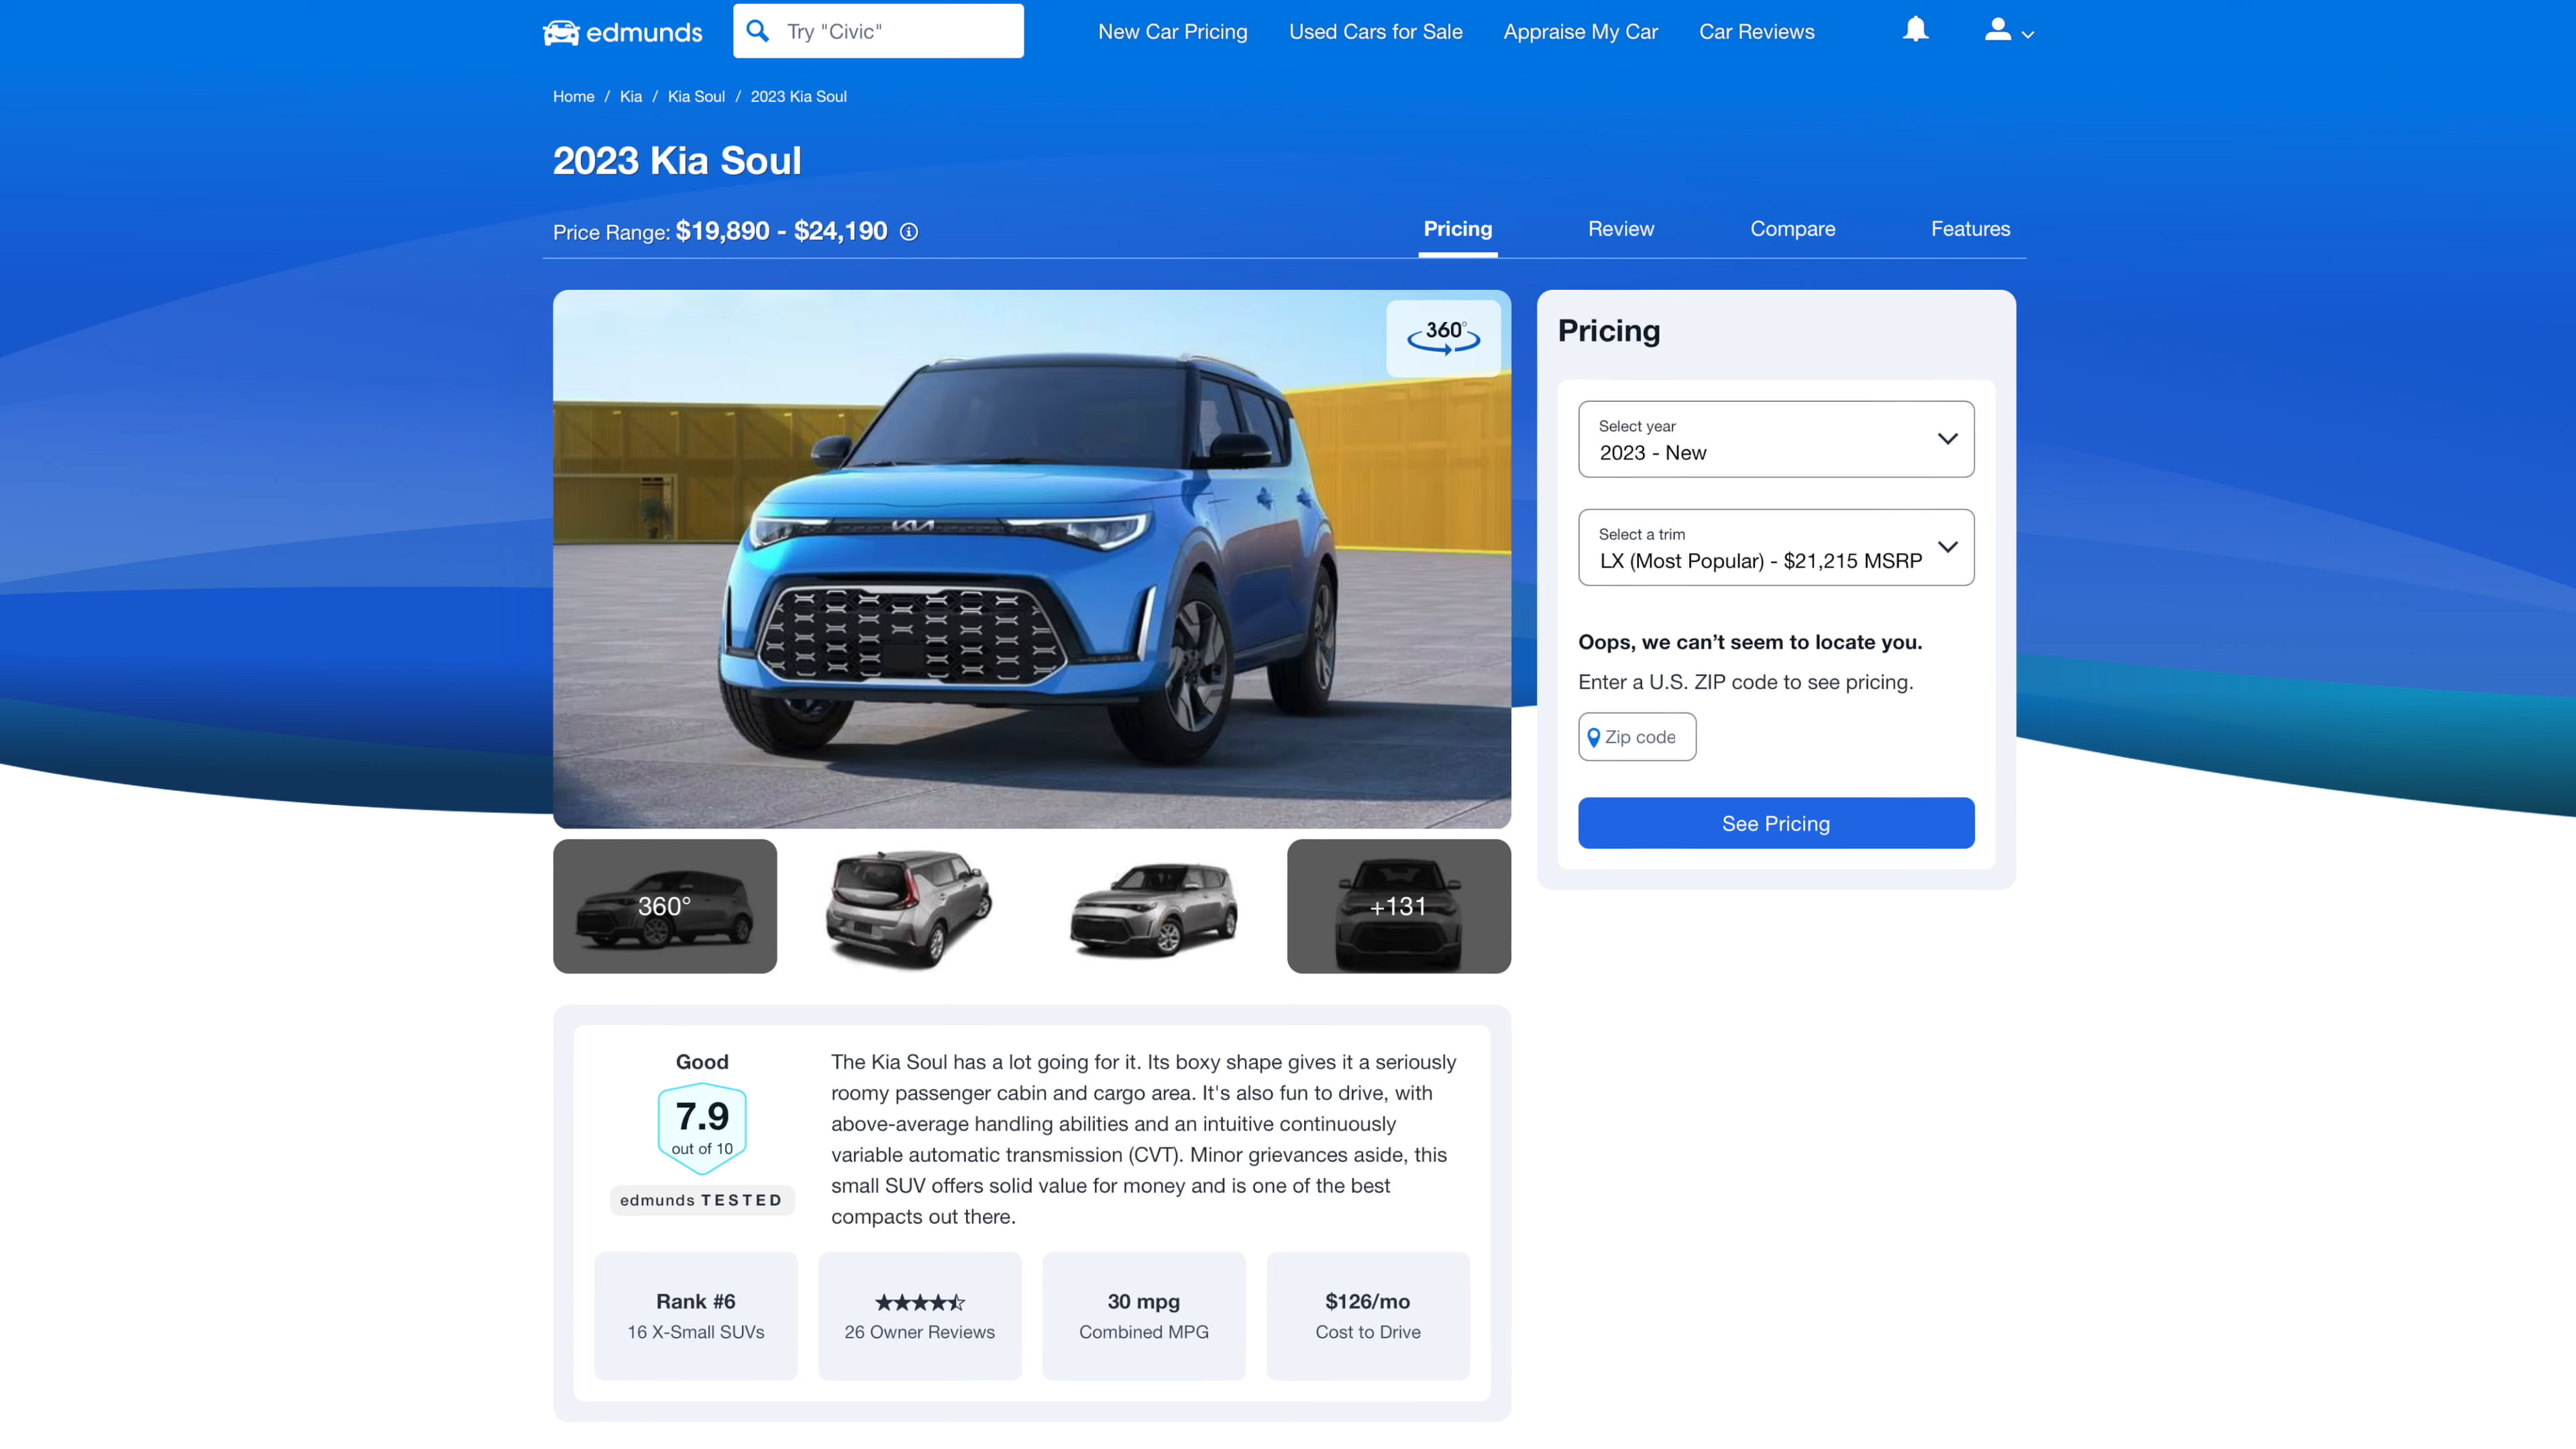 edmunds
Try "Civic"
New Car Pricing
Used Cars for Sale
Appraise My Car
Car Reviews
Home / Kia / Kia Soul / 2023 Kia Soul
2023 Kia Soul
Price Range: $19,890 - $24,190
Pricing
Review
Compare
Features
360°
KIA
Pricing
Select year
2023 - New
Select a trim
LX (Most Popular) - $21,215 MSRP
Oops, we can’t seem to locate you.
Enter a U.S. ZIP code to see pricing.
Zip code
See Pricing
360°
+131
Good
7.9
out of 10
edmunds TESTED
The Kia Soul has a lot going for it. Its boxy shape gives it a seriously
roomy passenger cabin and cargo area. It's also fun to drive, with
above-average handling abilities and an intuitive continuously
variable automatic transmission (CVT). Minor grievances aside, this
small SUV offers solid value for money and is one of the best
compacts out there.
Rank #6
16 X-Small SUVs
26 Owner Reviews
30 mpg
Combined MPG
$126/mo
Cost to Drive